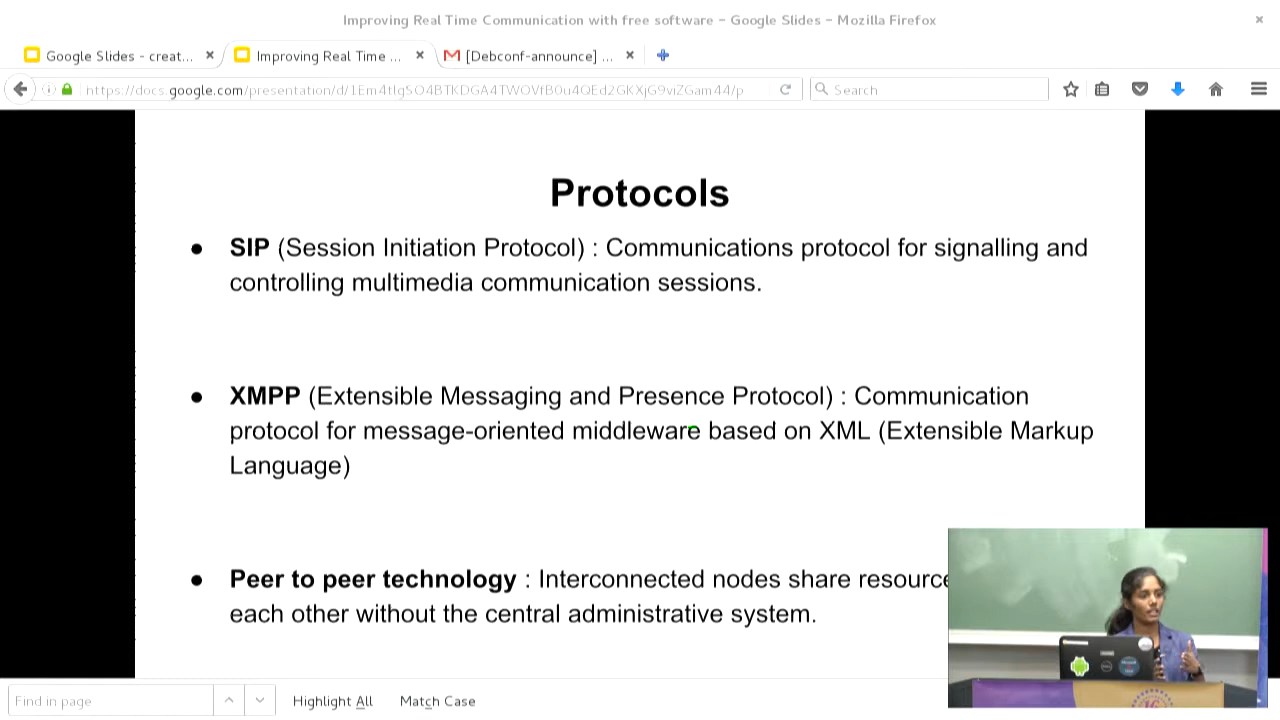 Improving Real Time Communication with free software – Google Slides – Mozilla Firefox
Google Slides - creat...
Improving Real Time ...
[Debconf-announce] ...
Search
Protocols
● SIP (Session Initiation Protocol) : Communications protocol for signalling and
controlling multimedia communication sessions.
● XMPP (Extensible Messaging and Presence Protocol) : Communication
protocol for message-oriented middleware based on XML (Extensible Markup
Language)
● Peer to peer technology : Interconnected nodes share resource
each other without the central administrative system.
Find in page
Highlight All
Match Case